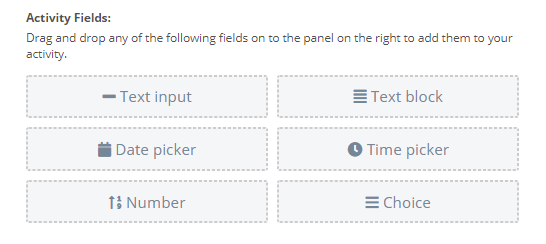 Activity Fields:
Drag and drop any of the following fields on to the panel on the right to add them to your
activity.
Text input
Text block
Date picker
Time picker
Number
Choice